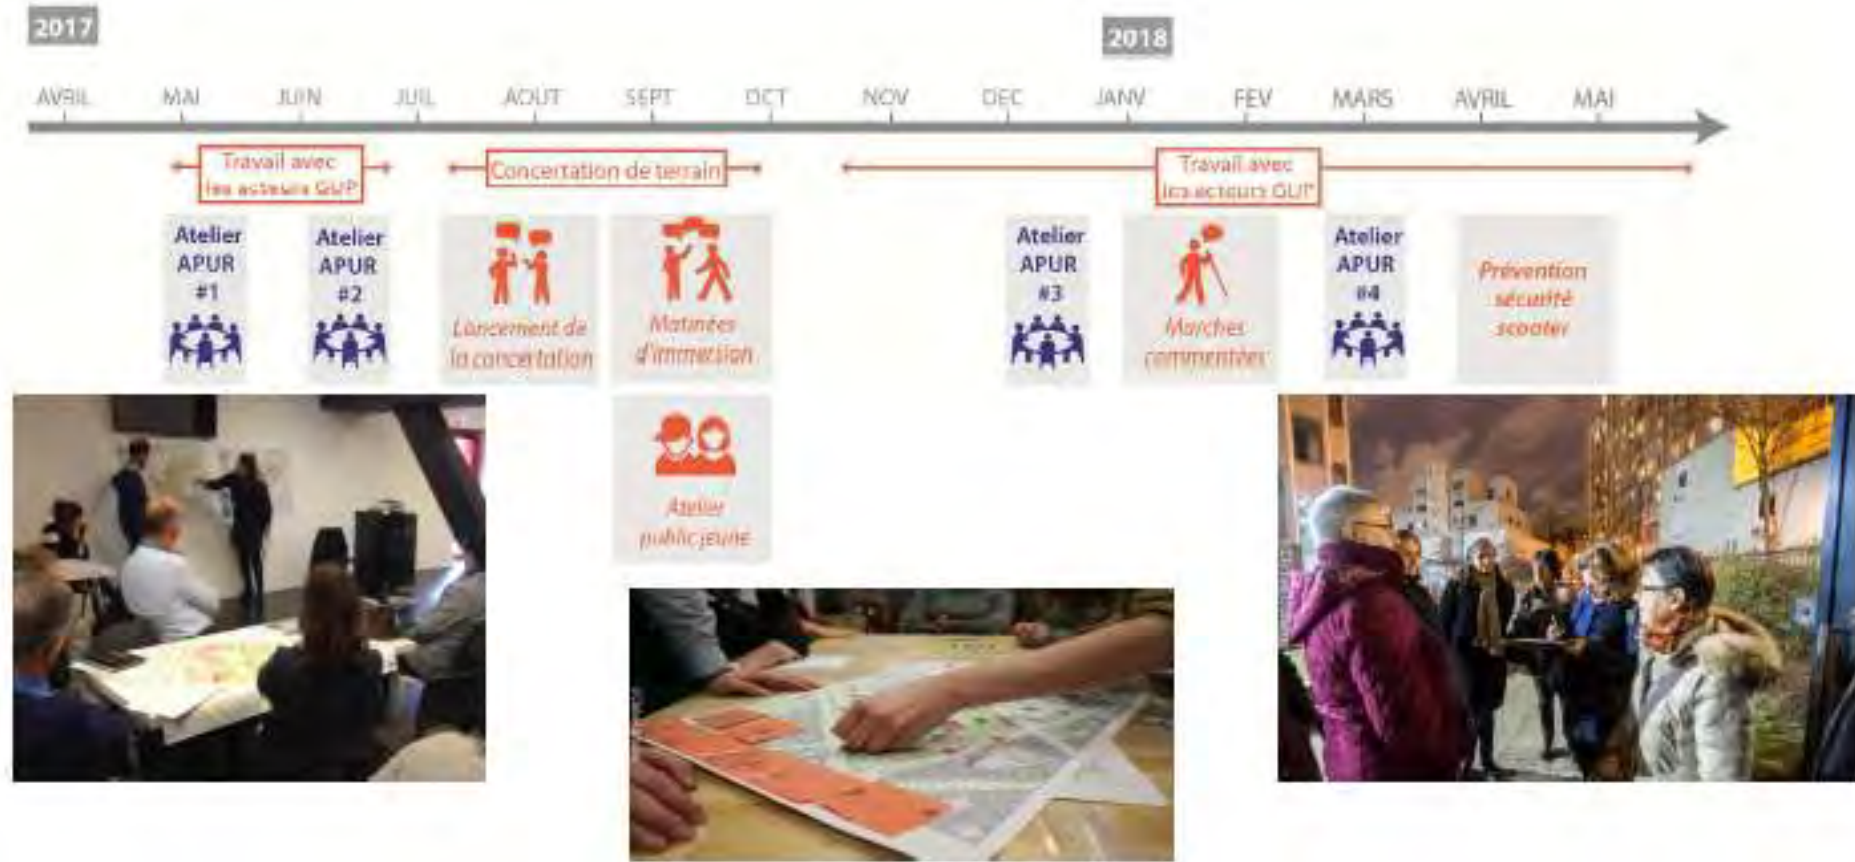 2017
2018
AVRIL MAI JUIN JUIL AOUT SEPT OCT NOV DEC JANV FEV MARS AVRIL MAI
Travail avec
les acteurs GUP
Concertation de terrain
Travail avec
les acteurs GUP
Atelier
APUR
#1
Atelier
APUR
#2
Lancement de
la concertation
Matinées
d'immersion
Atelier
public jeune
Atelier
APUR
#3
Marches
commentées
Atelier
APUR
#4
Prévention
sécurité
scooter